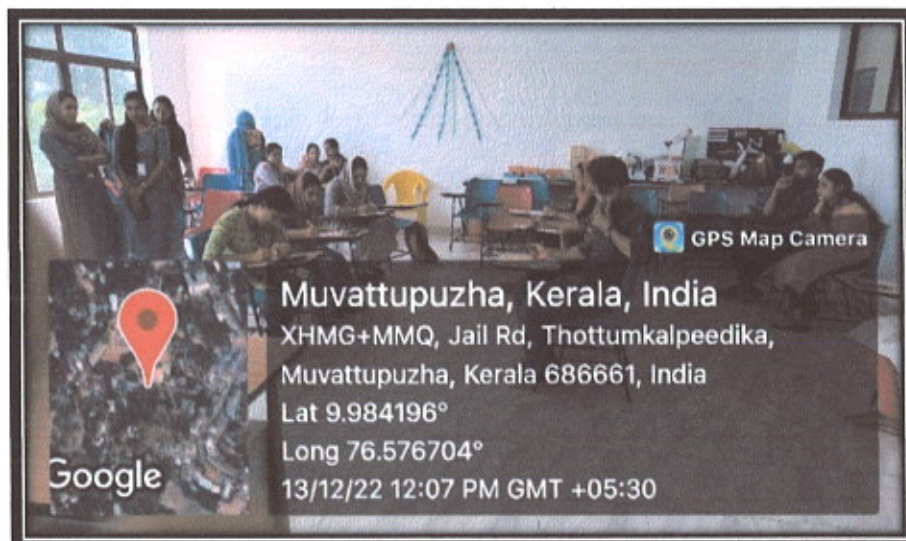 GPS Map Camera
Muvattupuzha, Kerala, India
XHMG+MMQ, Jail Rd, Thottumkalpeedika,
Muvattupuzha, Kerala 686661, India
Lat 9.984196°
Long 76.576704°
13/12/22 12:07 PM GMT +05:30
Google